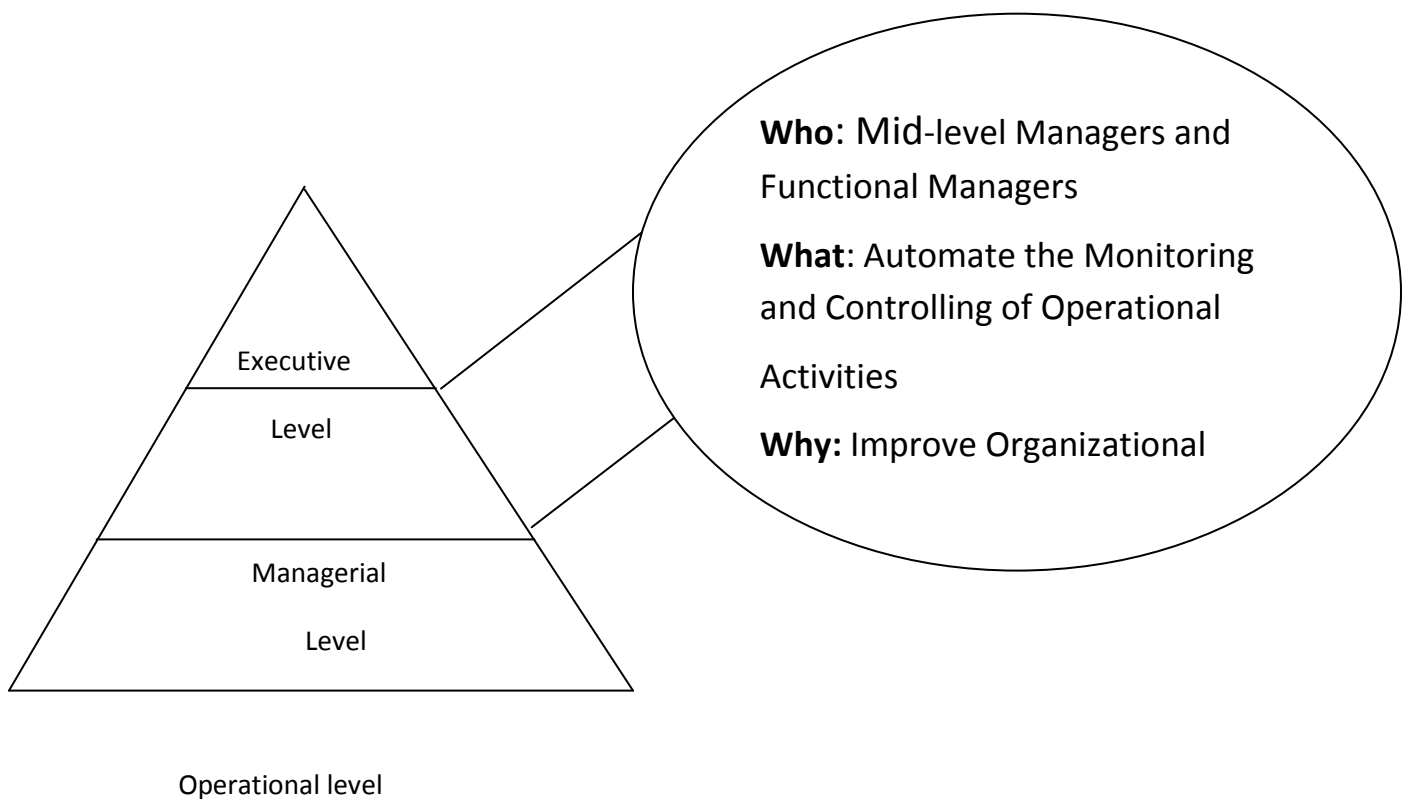 Executive
Level
Managerial
Level
Operational level
Who: Mid-level Managers and
Functional Managers
What: Automate the Monitoring
and Controlling of Operational
Activities
Why: Improve Organizational